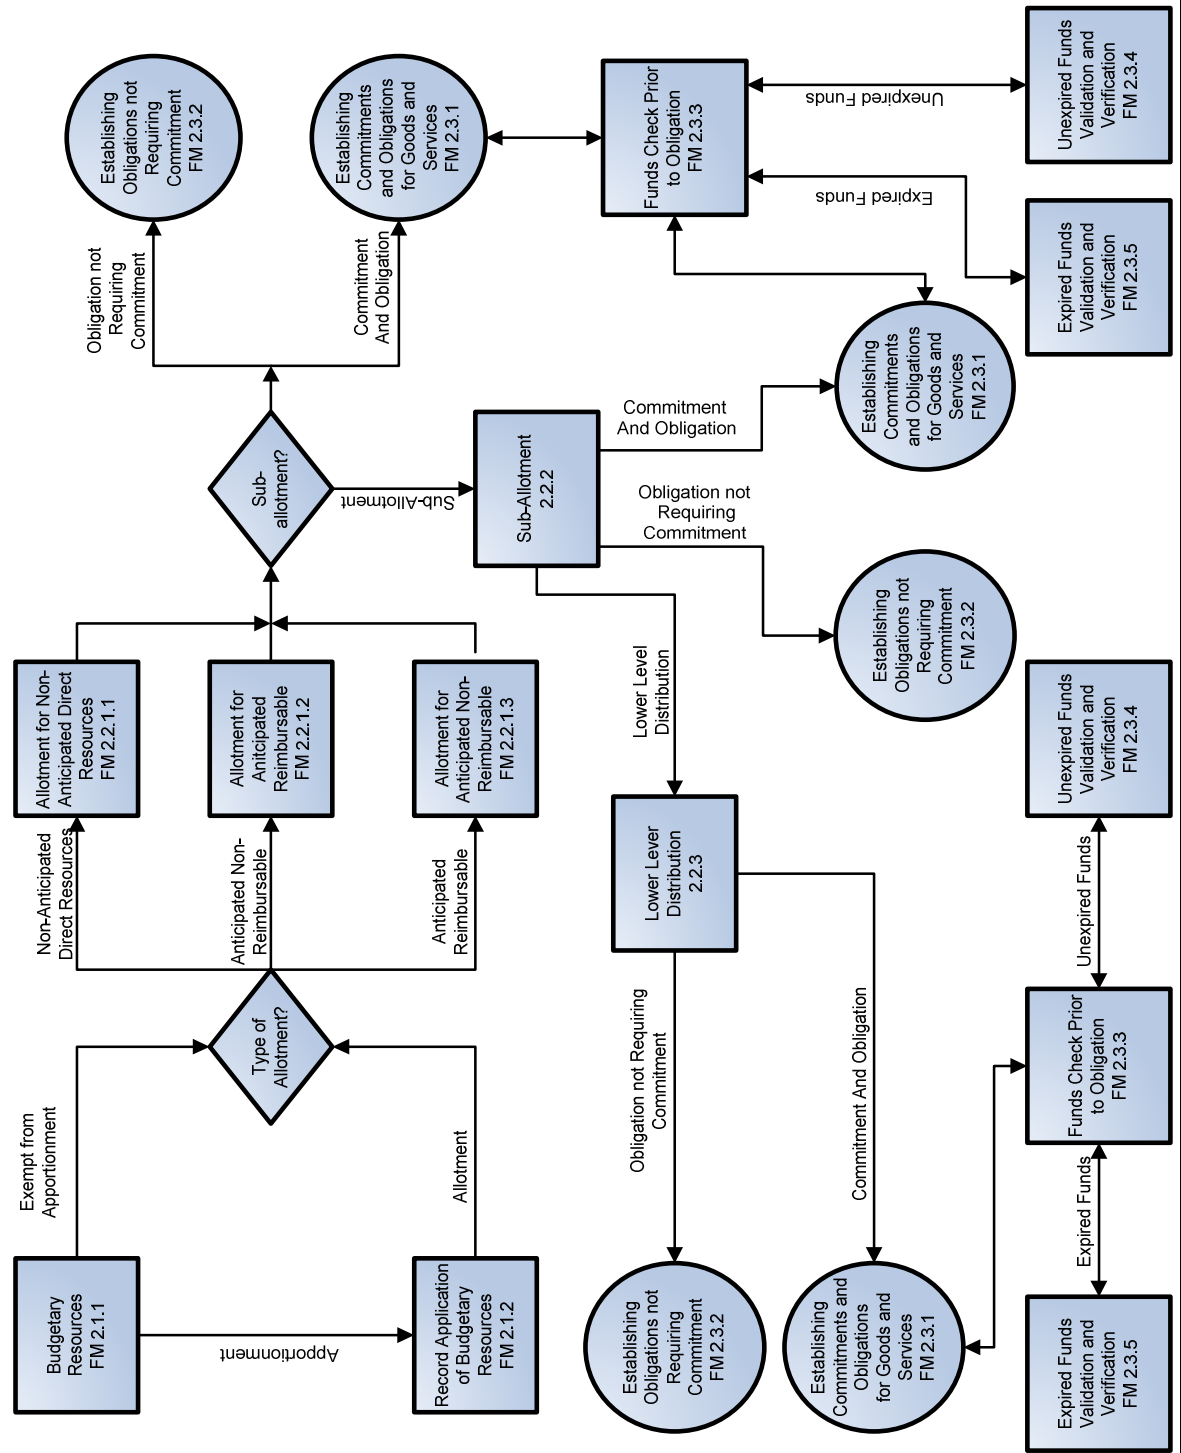 Budgetary
Resources
FM 2.1.1
Exempt from
Apportionment
Non-Anticipated
Direct Resources
Allotment for Non-
Anticipated Direct
Resources
FM 2.2.1.1
Obligation not
Requiring
Commitment
Establishing
Obligations not
Requiring
Commitment
FM 2.3.2
Apportionment
Type of
Allotment?
Anticipated Non-
Reimbursable
Allotment for
Anitcipated
Reimbursable
FM 2.2.1.2
Sub-
allotment?
Commitment
And Obligation
Establishing
Commitments
and Obligations
for Goods and
Services
FM 2.3.1
Record Application
of Budgetary
Resources
FM 2.1.2
Allotment
Anticipated
Reimbursable
Allotment for
Anticipated Non-
Reimbursable
FM 2.2.1.3
Sub-Allotment
Sub-Allotment
2.2.2
Establishing
Obligations not
Requiring
Commitment
FM 2.3.2
Obligation not Requiring
Commitment
Lower Lever
Distribution
2.2.3
Lower Level
Distribution
Obligation not
Requiring
Commitment
Commitment
And Obligation
Funds Check Prior
to Obligation
FM 2.3.3
Establishing
Commitments and
Obligations
for Goods and
Services
FM 2.3.1
Commitment And Obligation
Establishing
Obligations not
Requiring
Commitment
FM 2.3.2
Establishing
Commitments
and Obligations
for Goods and
Services
FM 2.3.1
Expired Funds
Unexpired Funds
Expired Funds
Validation and
Verification
FM 2.3.5
Expired Funds
Funds Check Prior
to Obligation
FM 2.3.3
Unexpired Funds
Unexpired Funds
Validation and
Verification
FM 2.3.4
Expired Funds
Validation and
Verification
FM 2.3.5
Unexpired Funds
Validation and
Verification
FM 2.3.4